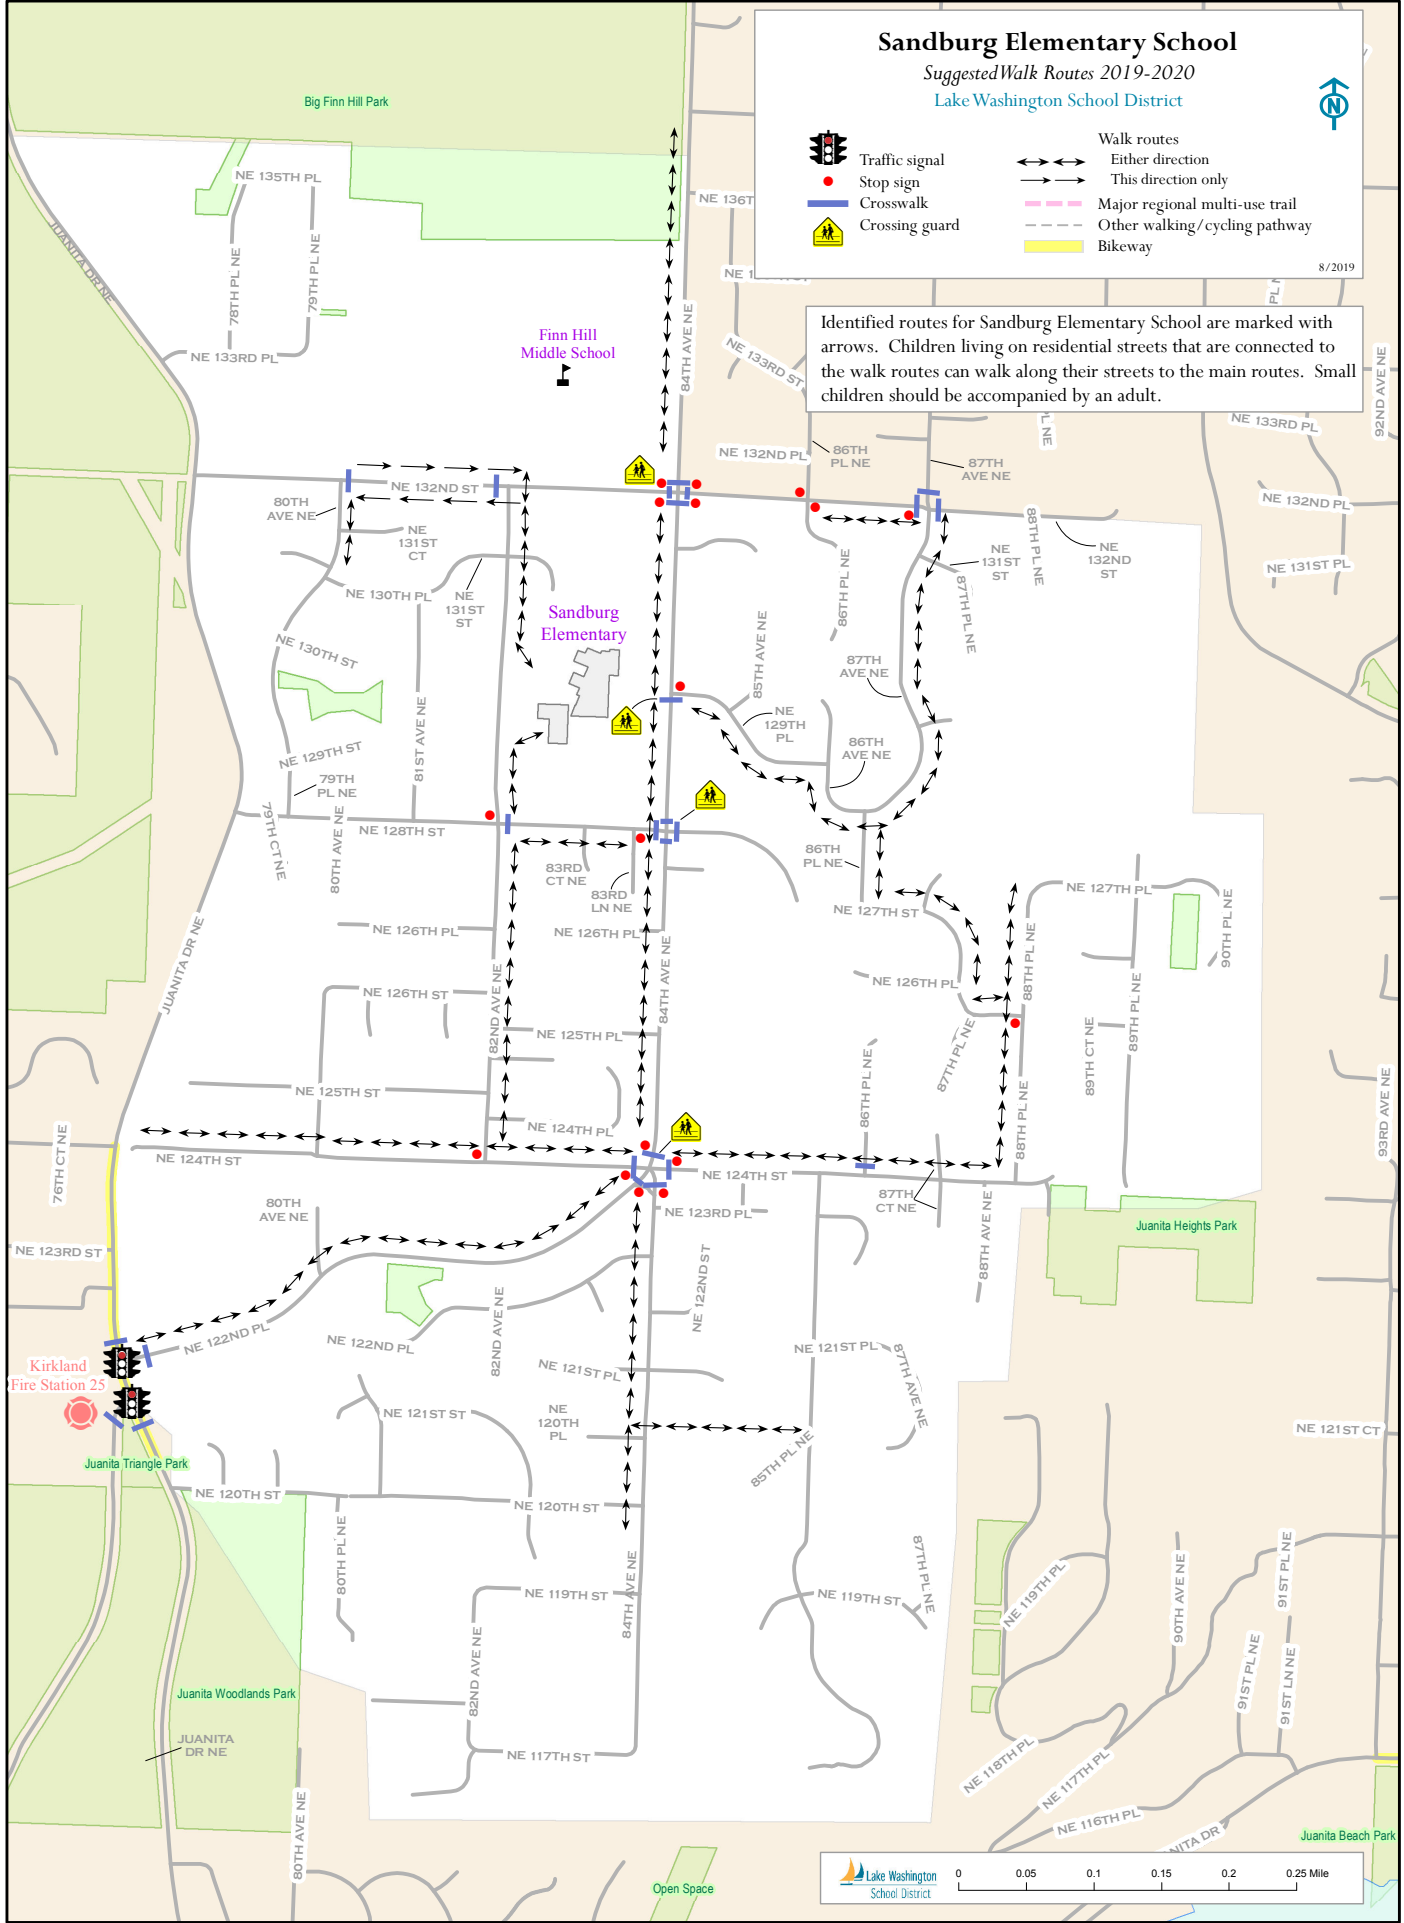 Sandburg Elementary School
Suggested Walk Routes 2019-2020
Lake Washington School District
N
Traffic signal
Stop sign
Crosswalk
Crossing guard
Walk routes
Either direction
This direction only
Major regional multi-use trail
Other walking/cycling pathway
Bikeway
8/2019
Identified routes for Sandburg Elementary School are marked with
arrows. Children living on residential streets that are connected to
the walk routes can walk along their streets to the main routes. Small
children should be accompanied by an adult.
Big Finn Hill Park
NE 135TH PL
JUANITA DR NE
78TH PL NE
79TH PL NE
NE 133RD PL
Finn Hill
Middle School
84TH AVE NE
NE 136T
NE 133RD ST
NE 132ND PL
86TH
PL NE
87TH
AVE NE
PL NE
NE 133RD PL
92ND AVE NE
NE 132ND PL
NE 131ST PL
NE 132ND ST
80TH
AVE NE
NE
131ST
CT
NE 130TH PL
NE
131ST
ST
NE 130TH ST
Sandburg
Elementary
86TH PL NE
NE
131ST
ST
87TH PL NE
88TH PL NE
NE
132ND
ST
85TH AVE NE
87TH
AVE NE
NE
129TH
PL
86TH
AVE NE
81ST AVE NE
NE 129TH ST
79TH
PL NE
79TH CT NE
80TH AVE NE
NE 128TH ST
83RD
CT NE
83RD
LN NE
86TH
PL NE
NE 127TH ST
NE 127TH PL
90TH PL NE
JUANITA DR NE
NE 126TH PL
NE 126TH PL
84TH AVE NE
NE 126TH PL
88TH PL NE
89TH PL NE
NE 126TH ST
82ND AVE NE
NE 125TH PL
87TH PL NE
89TH CT NE
NE 125TH ST
NE 124TH PL
86TH PL NE
88TH PL NE
93RD AVE NE
76TH CT NE
NE 124TH ST
NE 124TH ST
80TH
AVE NE
NE 123RD PL
87TH
CT NE
88TH AVE NE
Juanita Heights Park
NE 123RD ST
NE 122ND ST
82ND AVE NE
NE 122ND PL
NE 122ND PL
NE 121ST PL
NE 121ST PL
87TH AVE NE
Kirkland
Fire Station 25
NE 121ST ST
NE
120TH
PL
85TH PL NE
NE 121ST CT
Juanita Triangle Park
NE 120TH ST
NE 120TH ST
80TH PL NE
84TH AVE NE
NE 119TH ST
NE 119TH ST
87TH PL NE
NE 119TH PL
90TH AVE NE
91ST PL NE
82ND AVE NE
91ST PL NE
91ST LN NE
Juanita Woodlands Park
JUANITA
DR NE
NE 117TH ST
NE 118TH PL
NE 117TH PL
80TH AVE NE
NE 116TH PL
Juanita Beach Park
Open Space
Lake Washington
School District
0 0.05 0.1 0.15 0.2 0.25 Mile